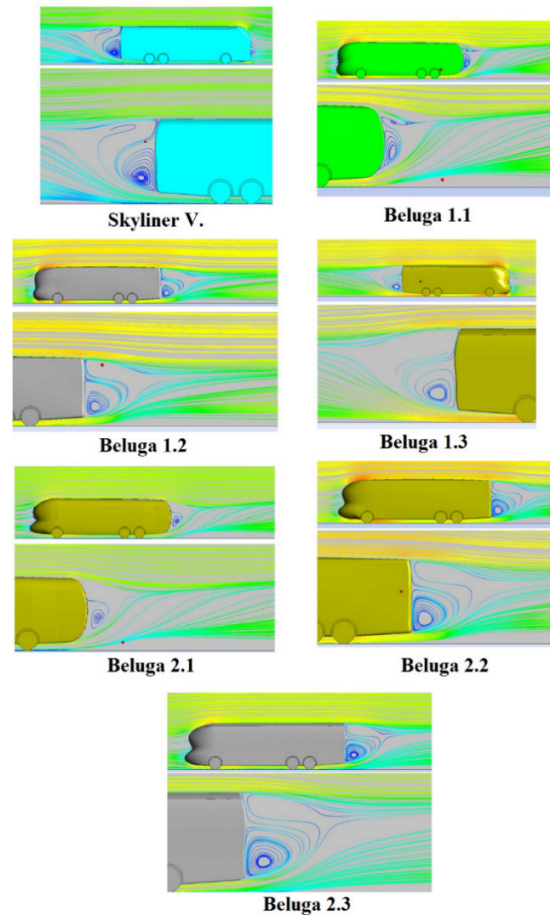 Skyliner V.
Beluga 1.1
Beluga 1.2
Beluga 1.3
Beluga 2.1
Beluga 2.2
Beluga 2.3